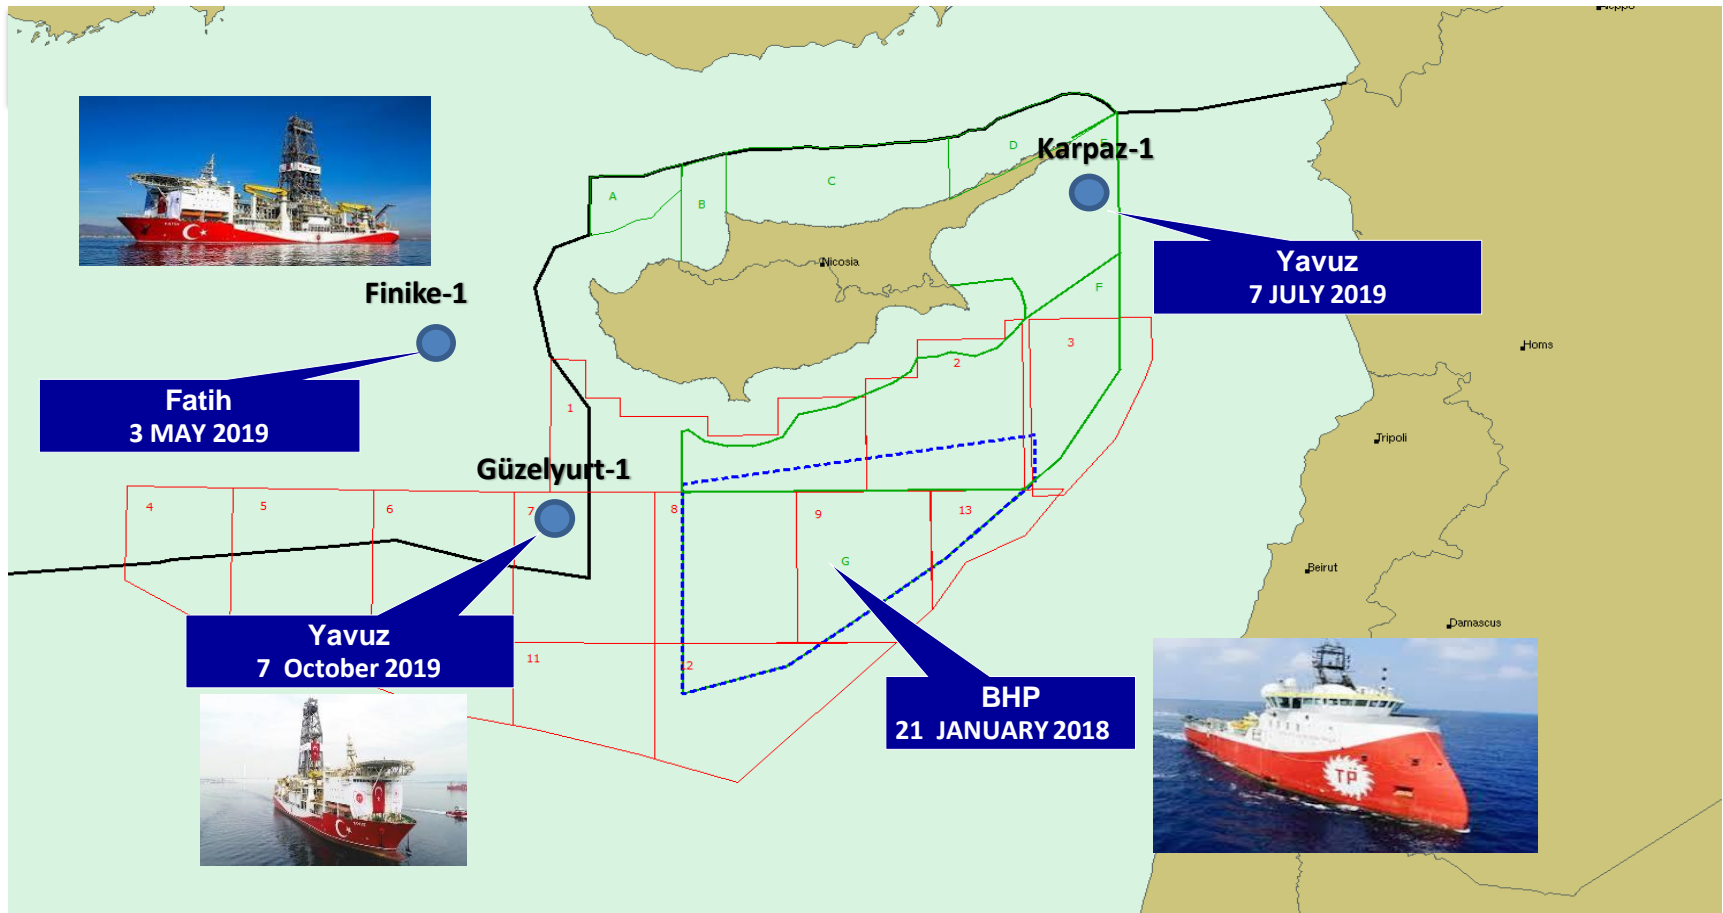 Aleppo
D
E
Karpaz-1
A
B
C
Nicosia
Yavuz
7 JULY 2019
Finike-1
F
Fatih
3 MAY 2019
3
2
1
Homs
Tripoli
Güzelyurt-1
4
5
6
7
8
9
13
G
Beirut
Damascus
Yavuz
7 October 2019
11
12
BHP
21 JANUARY 2018
TP